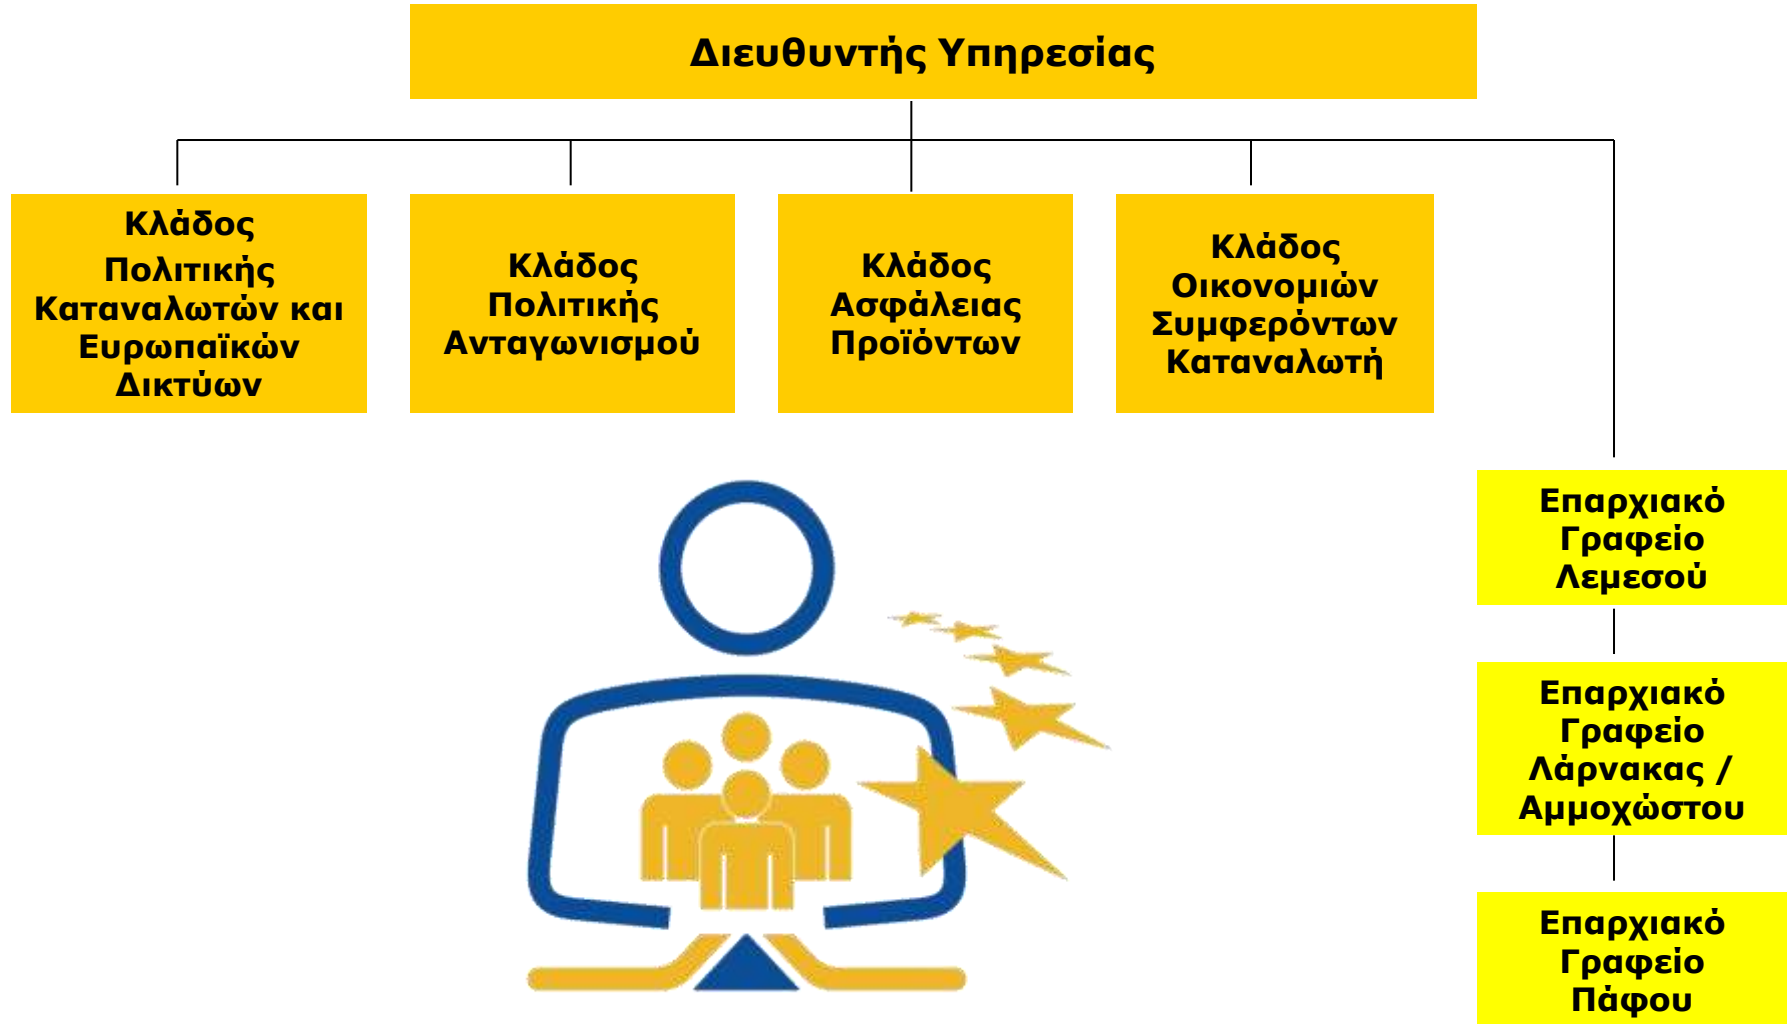 Διευθυντής Υπηρεσίας
Κλάδος
Πολιτικής
Καταναλωτών και
Ευρωπαϊκών
Δικτύων
Κλάδος
Πολιτικής
Ανταγωνισμού
Κλάδος
Ασφάλειας
Προϊόντων
Κλάδος
Οικονομιών
Συμφερόντων
Καταναλωτή
Επαρχιακό
Γραφείο
Λεμεσού
Επαρχιακό
Γραφείο
Λάρνακας /
Αμμοχώστου
Επαρχιακό
Γραφείο
Πάφου